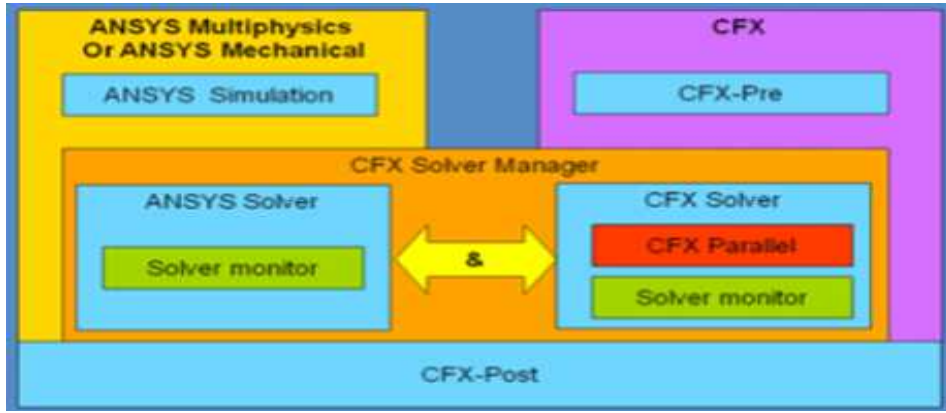 ANSYS Multiphysics
Or ANSYS Mechanical
ANSYS Simulation
CFX
CFX-Pre
CFX Solver Manager
ANSYS Solver
Solver monitor
&
CFX Solver
CFX Parallel
Solver monitor
CFX-Post